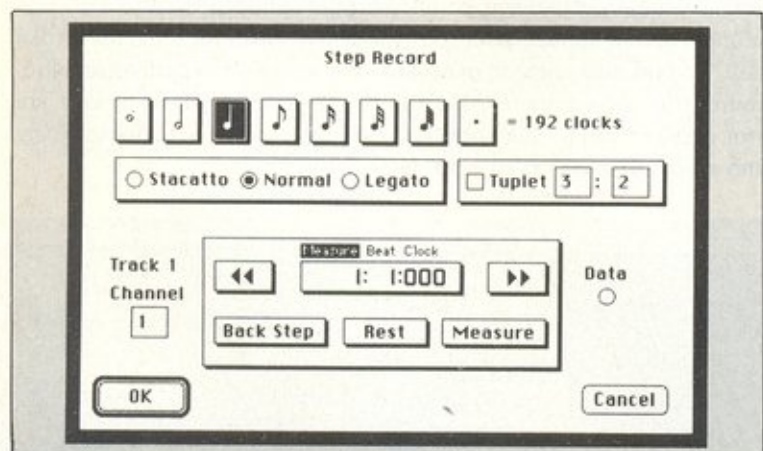 Step Record
= 192 clocks
Stacatto Normal Legato
Tuplet 3 : 2
Measure Beat Clock
1: 1:000
Track 1
Channel
1
Data
Back Step Rest Measure
OK
Cancel